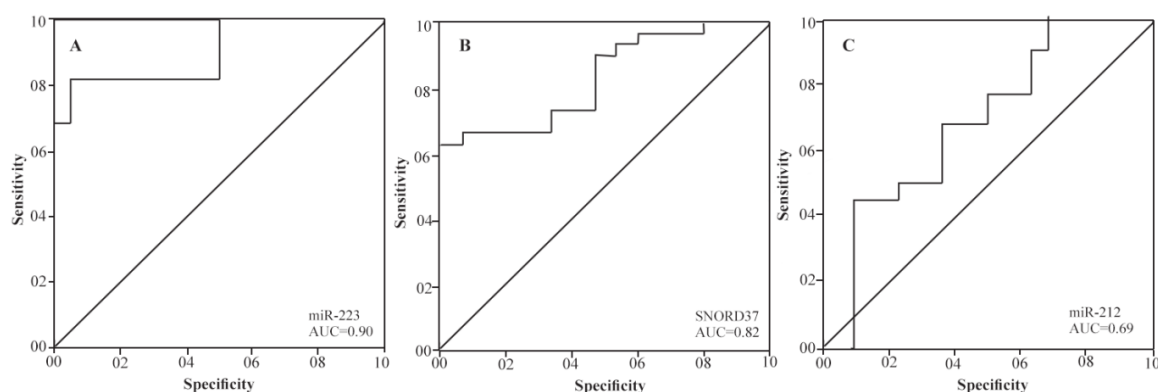 10
A
08
06
Sensitivity
04
02
miR-223
AUC=0.90
00
00 02 04 06 08 10
Specificity
10
B
08
06
Sensitivity
04
02
SNORD37
AUC=0.82
00
00 02 04 06 08 10
Specificity
10
C
08
06
Sensitivity
04
02
miR-212
AUC=0.69
00
00 02 04 06 08 10
Specificity